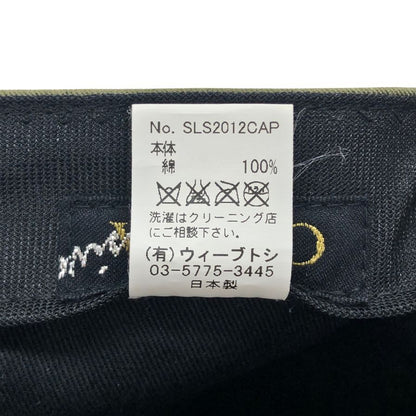 No. SLS2012CAP
本体
綿 100%
洗濯はクリーニング店
にご相談下さい。
(有) ウィーブトシ
03-5775-3445
日本製